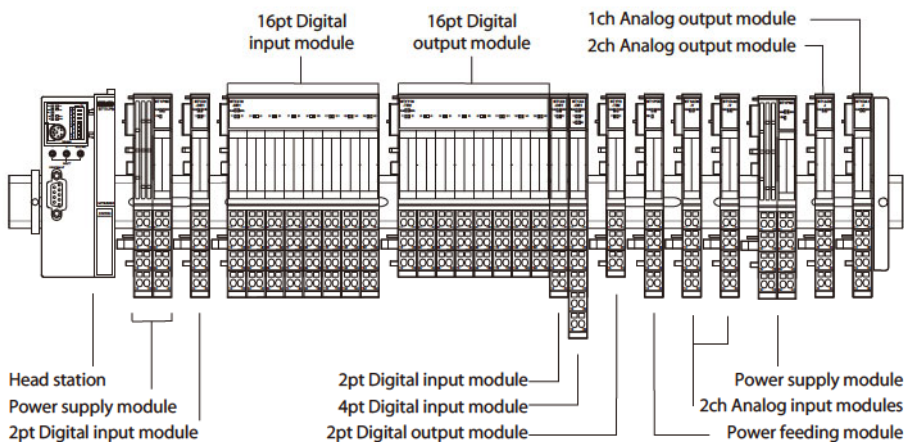 16pt Digital
input module
16pt Digital
output module
1ch Analog output module
2ch Analog output module
Head station
Power supply module
2pt Digital input module
2pt Digital input module
4pt Digital input module
2pt Digital output module
Power supply module
2ch Analog input modules
Power feeding module